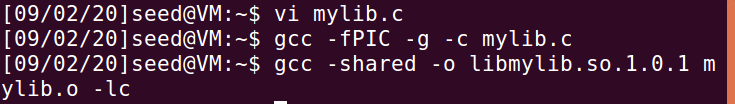 [09/02/20]seed@VM:~$ vi mylib.c
[09/02/20]seed@VM:~$ gcc -fPIC -g -c mylib.c
[09/02/20]seed@VM:~$ gcc -shared -o libmylib.so.1.0.1 m
ylib.o -lc